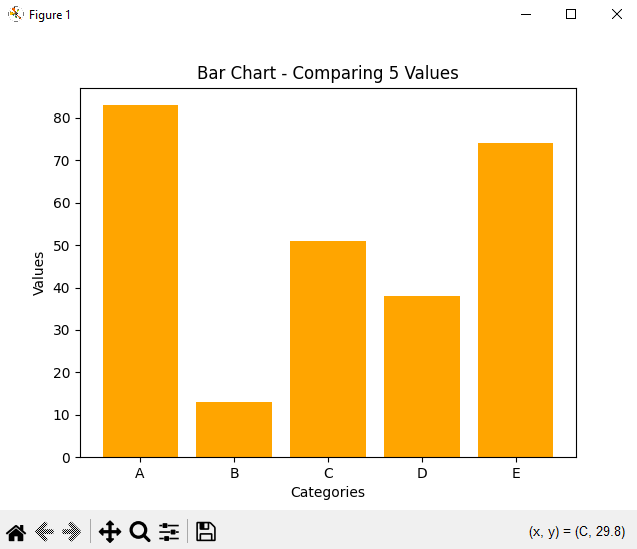 Figure 1
Bar Chart - Comparing 5 Values
80
70
60
50
40
30
20
10
0
Values
A B C D E
Categories
(x, y) = (C, 29.8)